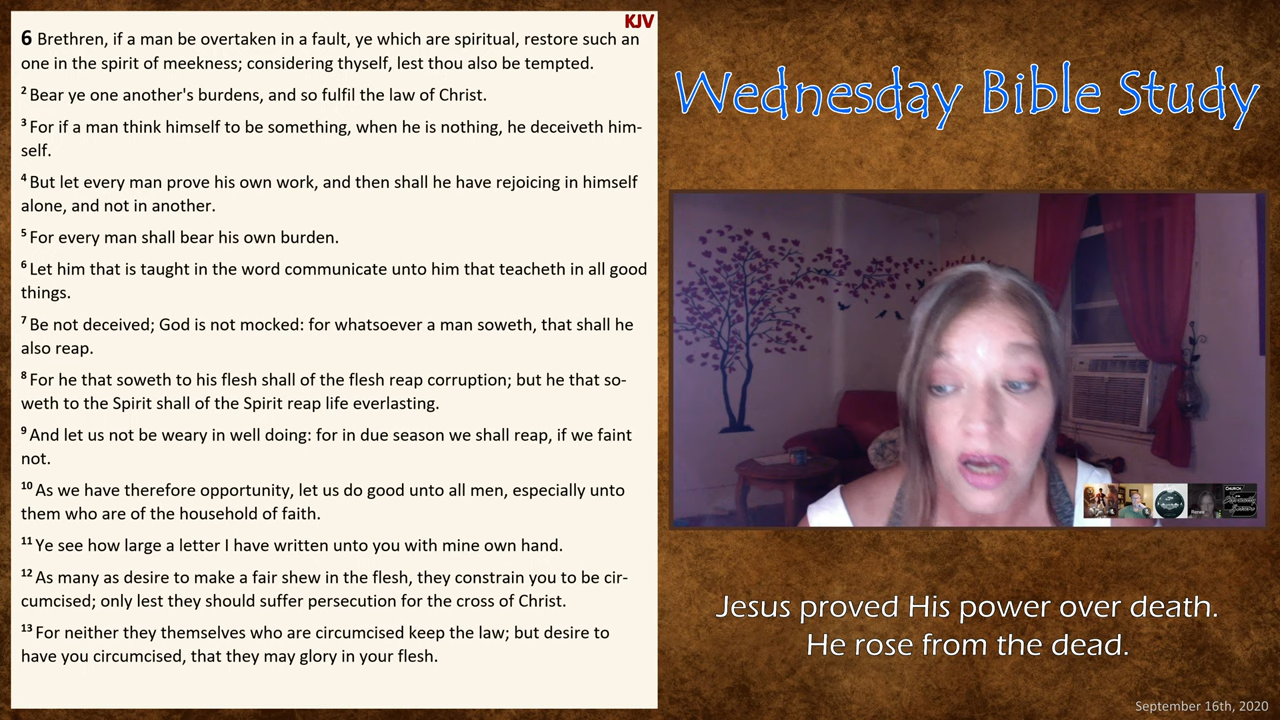 KJV
6 Brethren, if a man be overtaken in a fault, ye which are spiritual, restore such an
one in the spirit of meekness; considering thyself, lest thou also be tempted.
2 Bear ye one another's burdens, and so fulfil the law of Christ.
3 For if a man think himself to be something, when he is nothing, he deceiveth him-
self.
4 But let every man prove his own work, and then shall he have rejoicing in himself
alone, and not in another.
5 For every man shall bear his own burden.
6 Let him that is taught in the word communicate unto him that teacheth in all good
things.
7 Be not deceived; God is not mocked: for whatsoever a man soweth, that shall he
also reap.
8 For he that soweth to his flesh shall of the flesh reap corruption; but he that so-
weth to the Spirit shall of the Spirit reap life everlasting.
9 And let us not be weary in well doing: for in due season we shall reap, if we faint
not.
10 As we have therefore opportunity, let us do good unto all men, especially unto
them who are of the household of faith.
11 Ye see how large a letter I have written unto you with mine own hand.
12 As many as desire to make a fair shew in the flesh, they constrain you to be cir-
cumcised; only lest they should suffer persecution for the cross of Christ.
13 For neither they themselves who are circumcised keep the law; but desire to
have you circumcised, that they may glory in your flesh.
Wednesday Bible Study
CHURCH
Jesus proved His power over death.
He rose from the dead.
September 16th, 2020